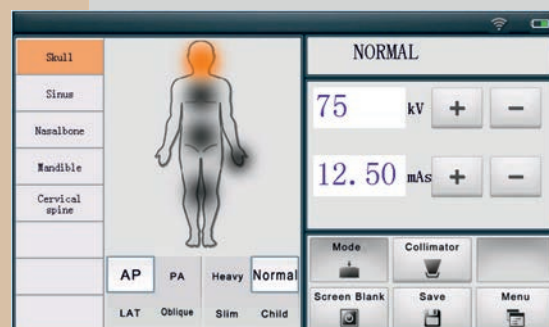 Skull
Sinus
Nasalbone
Mandible
Cervical
spine
AP PA Heavy Normal
LAT Oblique Slim Child
NORMAL
75 kV + −
12.50 mAs + −
Mode Collimator
Screen Blank Save Menu